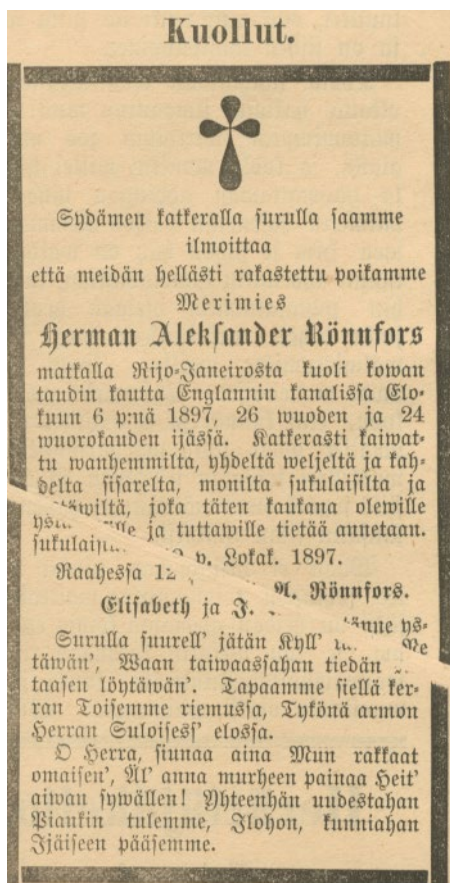 Kuollut.
Sydämen katkeralla surulla saamme
ilmoittaa
että meidän hellästi rakastettu poikamme
Merimies
Herman Aleksander Rönnfors
matkalla Rijo-Janeirosta kuoli kowan
taudin kautta Englannin kanalissa Elo-
kuun 6 p:nä 1897, 26 wuoden ja 24
wuorokauden ijässä. Katkerasti kaiwat-
tu wanhemmilta, yhdeltä weljeltä ja kah-
delta sisarelta, monilta sukulaisilta ja
joka täten kaukana olewille
ja tuttawille tietää annetaan.
p. Lokak. 1897.
Raahessa
A. Rönnfors.
Elisabeth ja J.
Surulla suurell' jätän Kyll'
täwän', Waan taiwaassahan tiedän
taasen löytäwän'. Tapaamme siellä ker-
ran Toisemme riemussa, Tykönä armon
Herran Suloisess' elossa.
O Herra, siunaa aina Mun rakkaat
omaisen', Äl' anna murheen painaa Heit'
aiwan sywällen! Yhteenhän uudestahan
Piankin tulemme, Ilohon, kunniahan
Ijäiseen pääsemme.